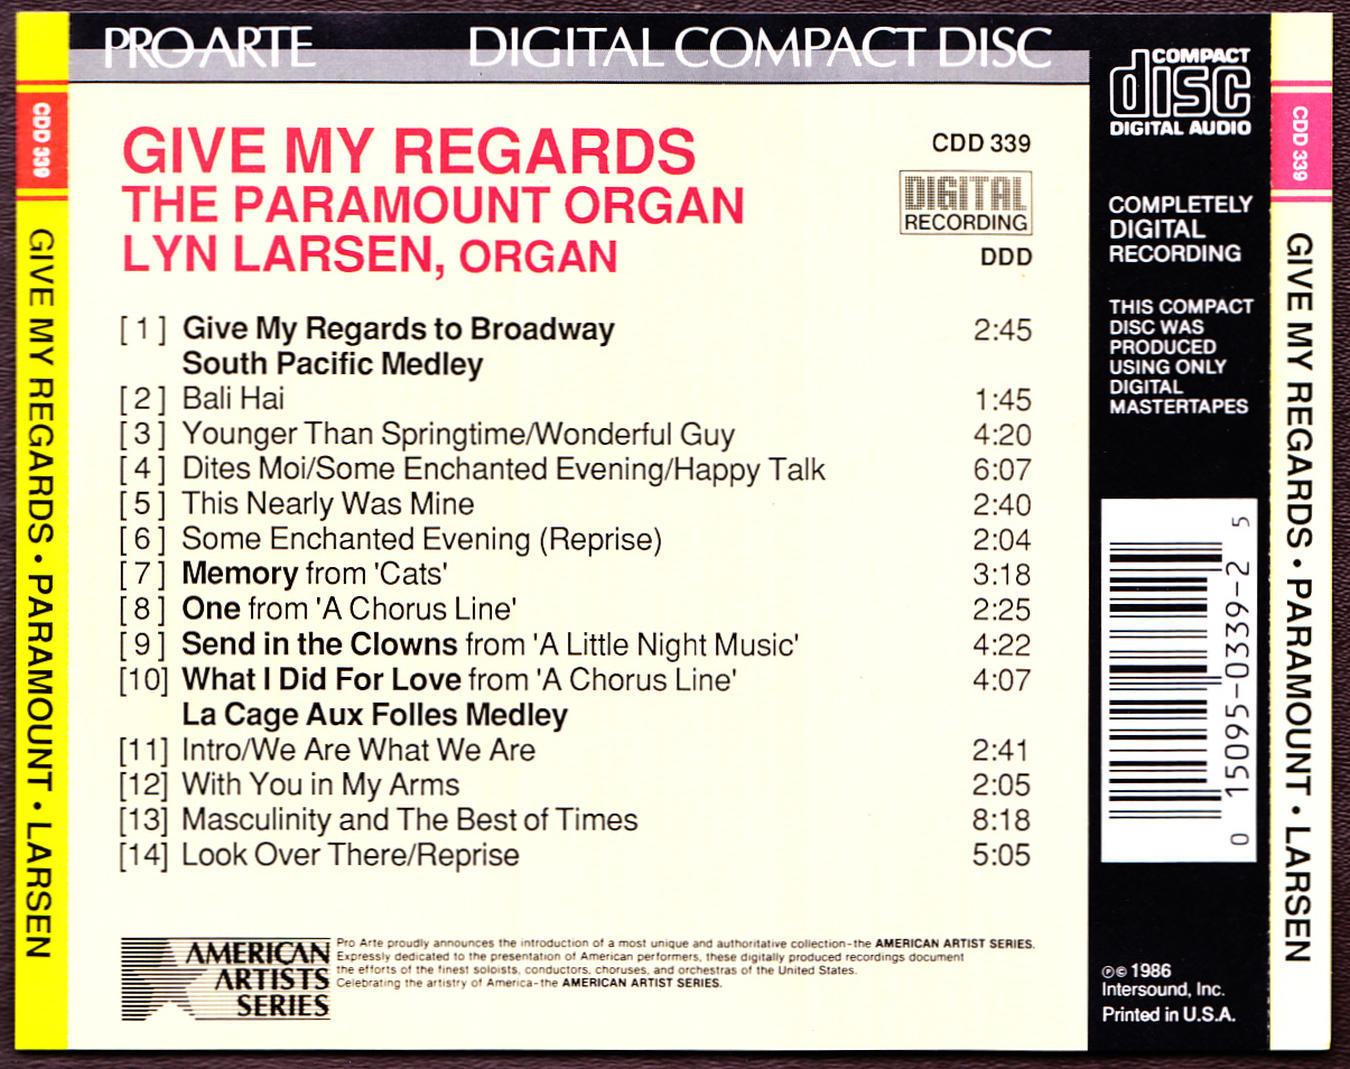 PRO ARTE DIGITAL COMPACT DISC
GIVE MY REGARDS
THE PARAMOUNT ORGAN
LYN LARSEN, ORGAN
CDD 339
DIGITAL
RECORDING
DDD
[1] Give My Regards to Broadway 2:45
South Pacific Medley
[2] Bali Hai 1:45
[3] Younger Than Springtime/Wonderful Guy 4:20
[4] Dites Moi/Some Enchanted Evening/Happy Talk 6:07
[5] This Nearly Was Mine 2:40
[6] Some Enchanted Evening (Reprise) 2:04
[7] Memory from 'Cats' 3:18
[8] One from 'A Chorus Line' 2:25
[9] Send in the Clowns from 'A Little Night Music' 4:22
[10] What I Did For Love from 'A Chorus Line' 4:07
La Cage Aux Folles Medley
[11] Intro/We Are What We Are 2:41
[12] With You in My Arms 2:05
[13] Masculinity and The Best of Times 8:18
[14] Look Over There/Reprise 5:05
AMERICAN
ARTISTS
SERIES
Pro Arte proudly announces the introduction of a most unique and authoritative collection-the AMERICAN ARTIST SERIES.
Expressly dedicated to the presentation of American performers, these digitally produced recordings document
the efforts of the finest soloists, conductors, choruses, and orchestras of the United States.
Celebrating the artistry of America-the AMERICAN ARTIST SERIES.
COMPACT
disc
DIGITAL AUDIO
COMPLETELY
DIGITAL
RECORDING
THIS COMPACT
DISC WAS
PRODUCED
USING ONLY
DIGITAL
MASTERTAPES
0 15095-0339-2 5
℗© 1986
Intersound, Inc.
Printed in U.S.A.
CDD 339
GIVE MY REGARDS • PARAMOUNT • LARSEN
CDD 339
GIVE MY REGARDS • PARAMOUNT • LARSEN